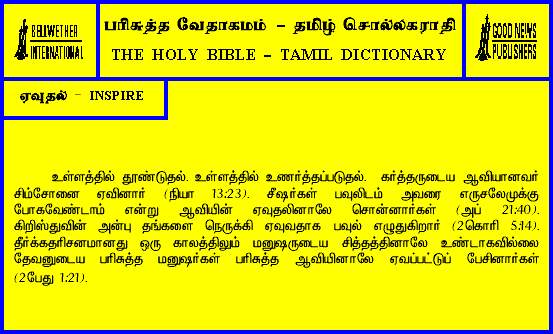 BELLWETHER
INTERNATIONAL
பரிசுத்த வேதாகமம் – தமிழ் சொல்லகராதி
THE HOLY BIBLE – TAMIL DICTIONARY
GOOD NEWS
PUBLISHERS
ஏவுதல் – INSPIRE
உள்ளத்தில் தூண்டுதல். உள்ளத்தில் உணர்த்தப்படுதல். கர்த்தருடைய ஆவியானவர்
சிம்சோனை ஏவினார் (நியா 13:23). சீஷர்கள் பவுலிடம் அவரை எருசலேமுக்கு
போகவேண்டாம் என்று ஆவியின் ஏவுதலினாலே சொன்னார்கள் (அப் 21:40).
கிறிஸ்துவின் அன்பு தங்களை நெருக்கி ஏவுவதாக பவுல் எழுதுகிறார் (2கொரி 5:14).
தீர்க்கதரிசனமானது ஒரு காலத்திலும் மனுஷருடைய சித்தத்தினாலே உண்டாகவில்லை
தேவனுடைய பரிசுத்த மனுஷர்கள் பரிசுத்த ஆவியினாலே ஏவப்பட்டுப் பேசினார்கள்
(2பேது 1:21).